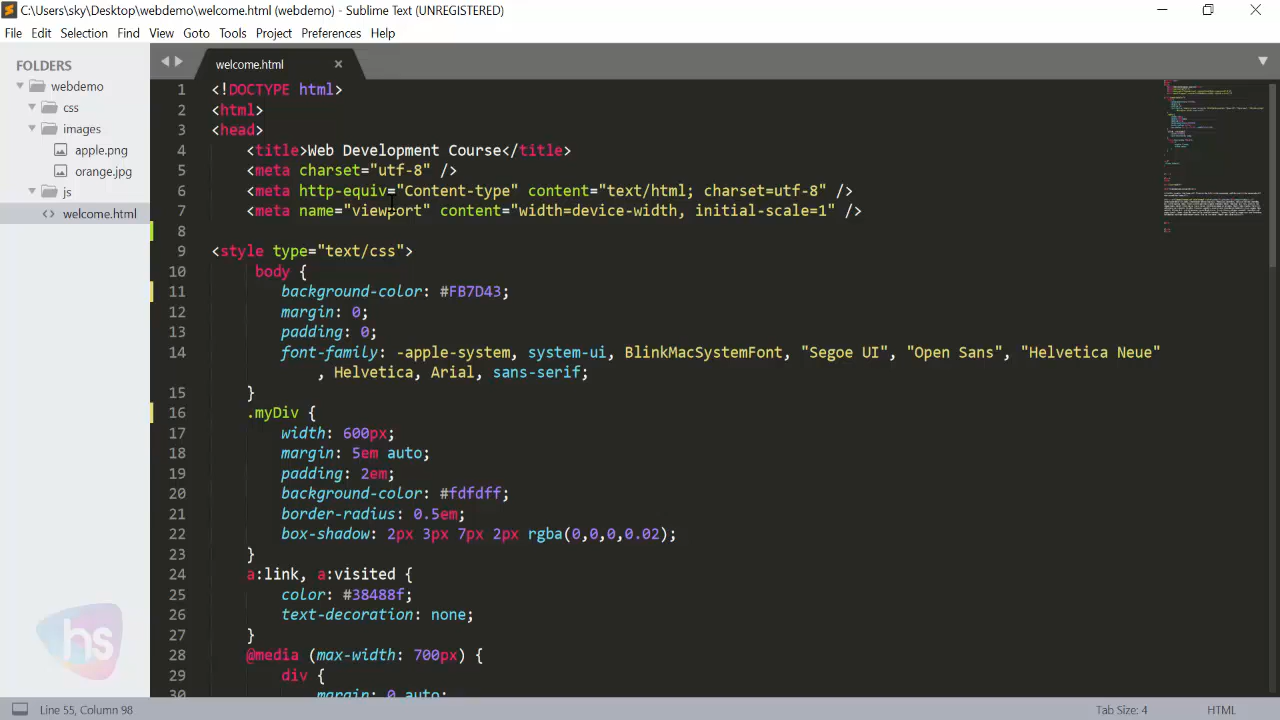 C:\Users\sky\Desktop\webdemo\welcome.html (webdemo) - Sublime Text (UNREGISTERED)
File Edit Selection View Goto Tools Project Preferences Help
FOLDERS
webdemo
css
images
apple.png
orange.jpg
js
<> welcome.html
welcome.html
1 <!DOCTYPE html>
2 <html>
3 <head>
4 <title>Web Development Course</title>
5 <meta charset="utf-8" />
6 <meta http-equiv="Content-type" content="text/html; charset=utf-8" />
7 <meta name="viewport" content="width=device-width, initial-scale=1" />
8
9 <style type="text/css">
10 body {
11 background-color: #FB7D43;
12 margin: 0;
13 padding: 0;
14 font-family: -apple-system, system-ui, BlinkMacSystemFont, "Segoe UI", "Open Sans", "Helvetica Neue"
, Helvetica, Arial, sans-serif;
15 }
16 .myDiv {
17 width: 600px;
18 margin: 5em auto;
19 padding: 2em;
20 background-color: #fdfdff;
21 border-radius: 0.5em;
22 box-shadow: 2px 3px 7px 2px rgba(0,0,0,0.02);
23 }
24 a:link, a:visited {
25 color: #38488f;
26 text-decoration: none;
27 }
28 @media (max-width: 700px) {
29 div {
30 margin: 0 auto;
hs
Line 55, Column 98
Tab Size: 4
HTML